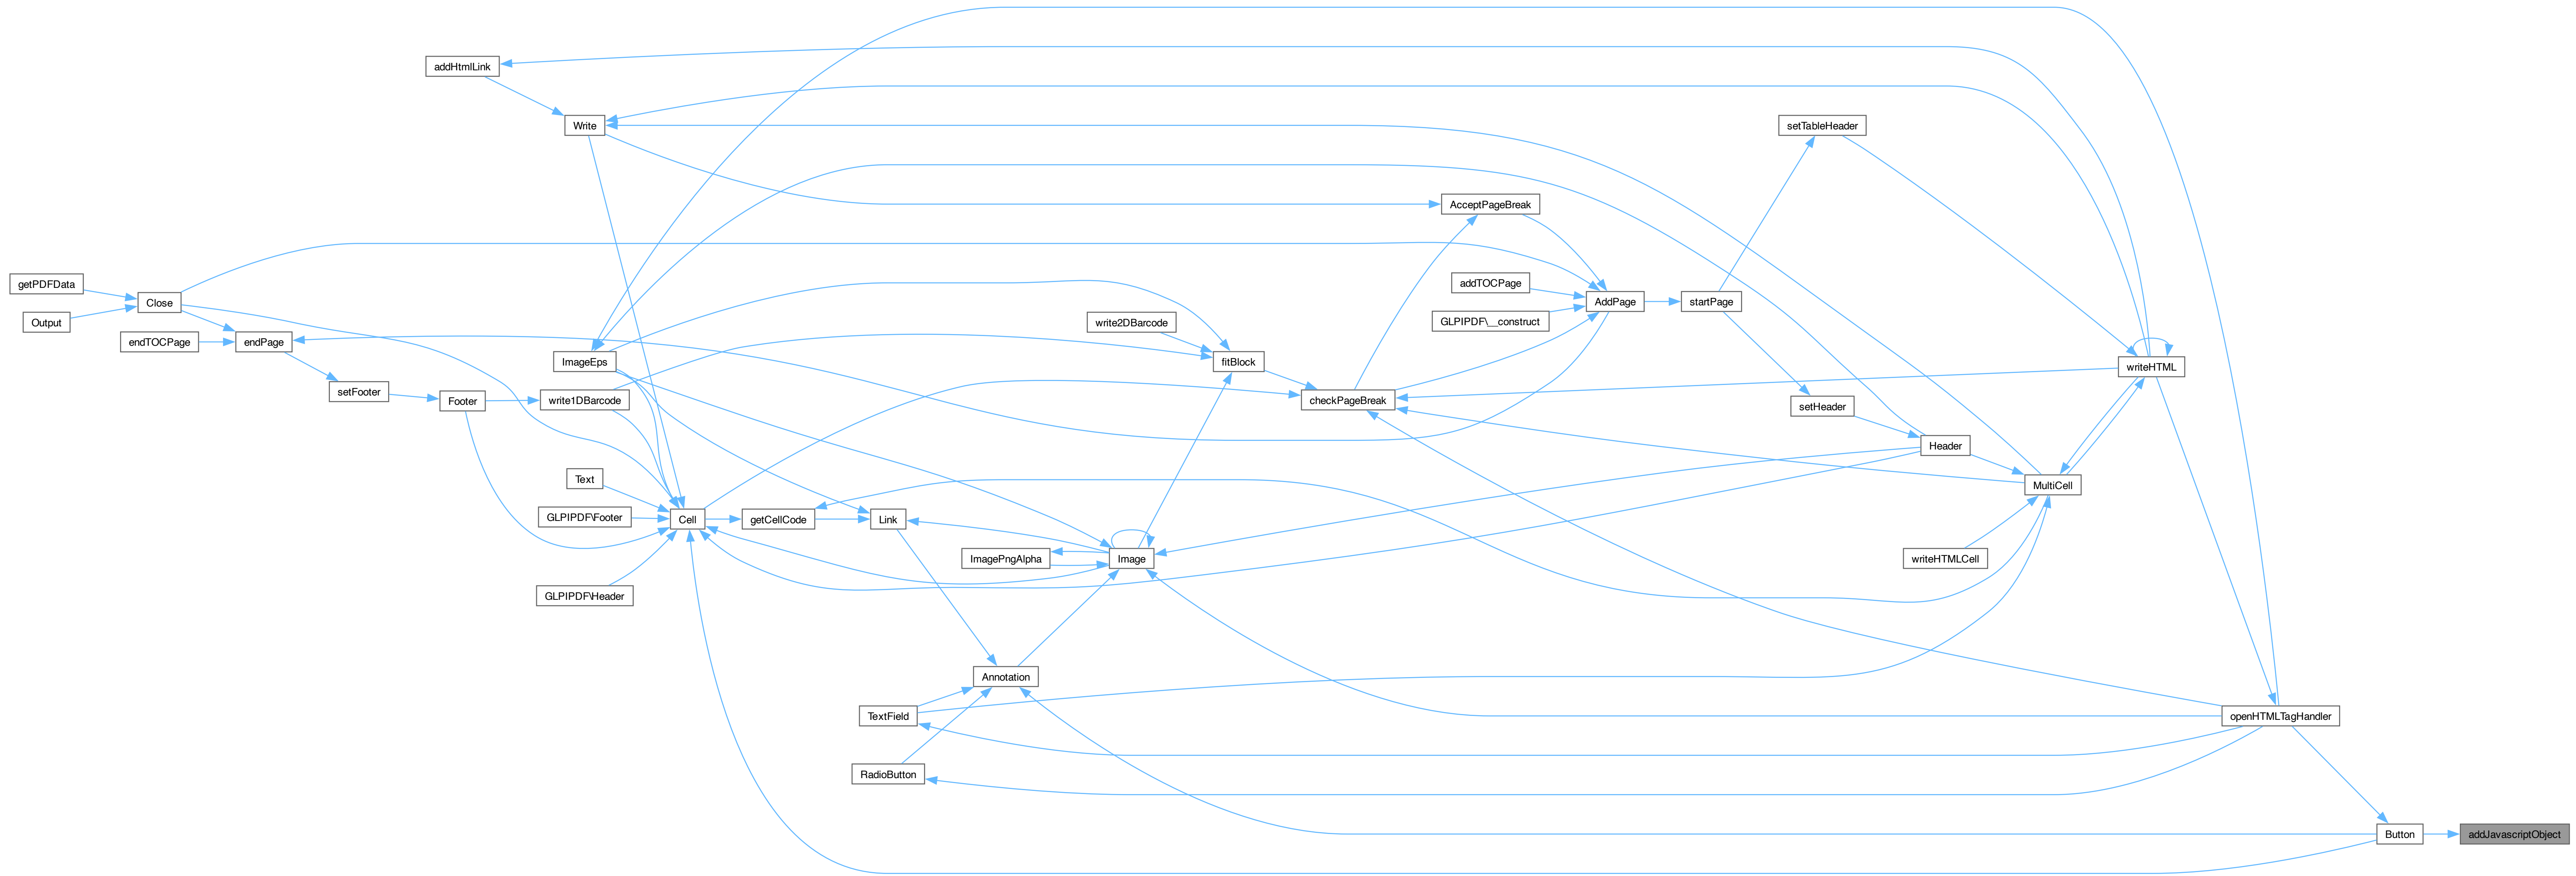 addHtmlLink
Write
setTableHeader
AcceptPageBreak
getPDFData
addTOCPage
Close
AddPage
startPage
Output
write2DBarcode
GLPIPDF\__construct
endTOCPage
endPage
ImageEps
fitBlock
writeHTML
setFooter
Footer
write1DBarcode
checkPageBreak
setHeader
Header
Text
MultiCell
GLPIPDF\Footer
Cell
getCellCode
Link
ImagePngAlpha
Image
writeHTMLCell
GLPIPDF\Header
Annotation
TextField
openHTMLTagHandler
RadioButton
Button
addJavascriptObject